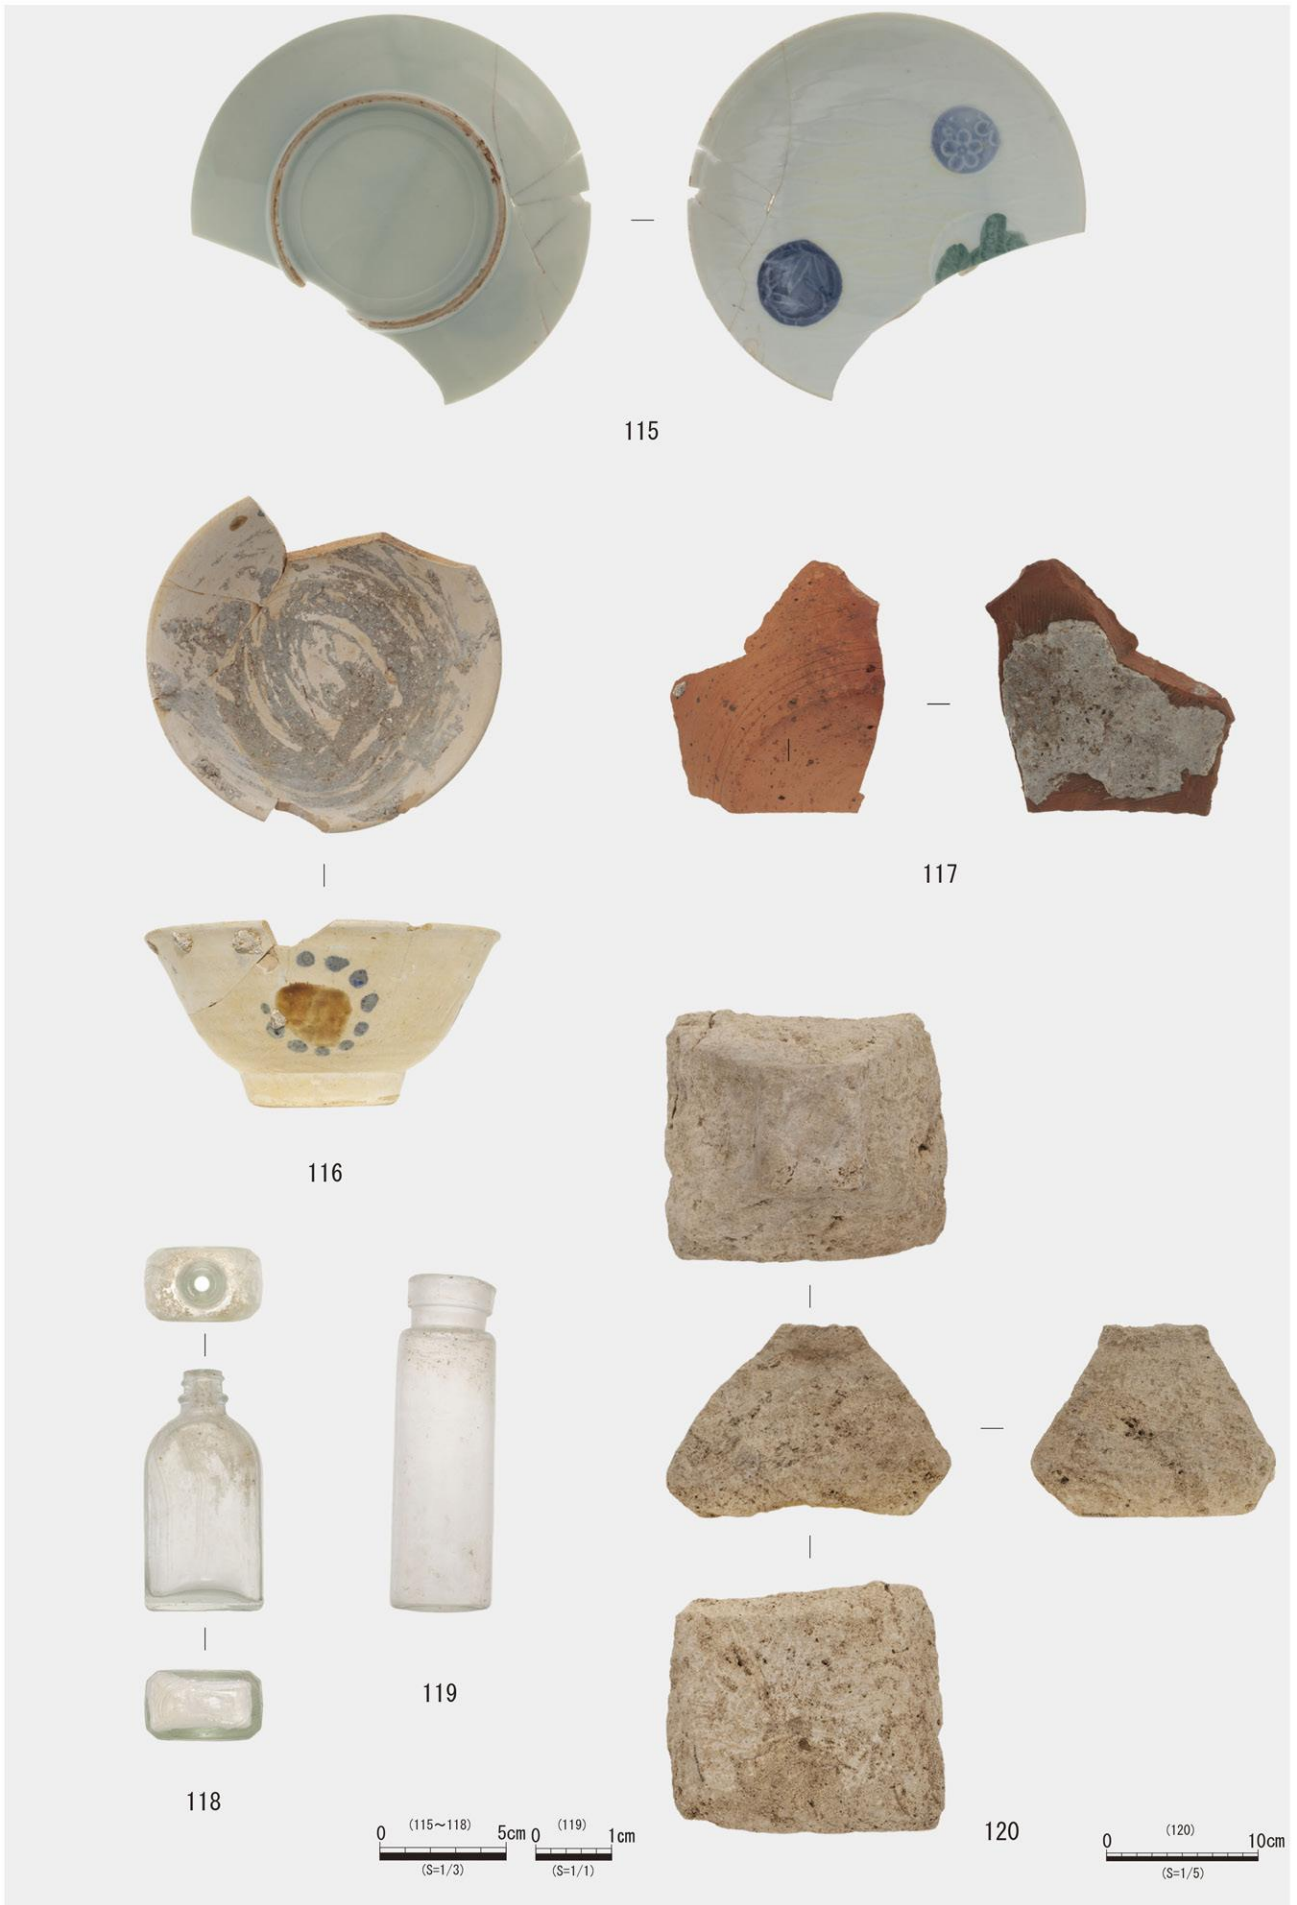 115
117
116
119
118
0 (115～118) 5cm
(S=1/3)
0 (119) 1cm
(S=1/1)
120
0 (120) 10cm
(S=1/5)